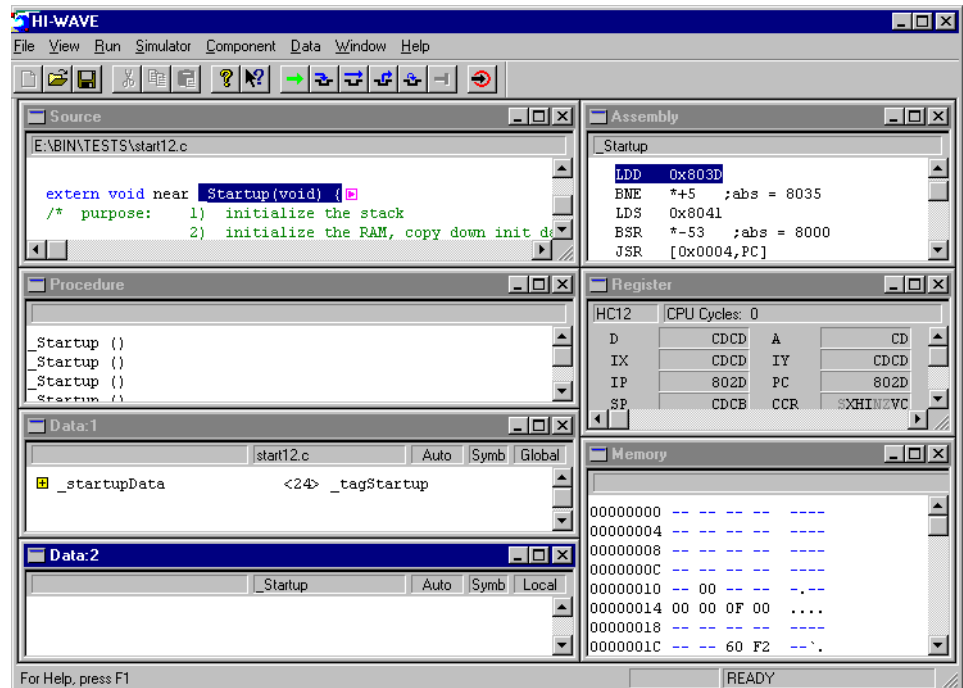 HI-WAVE
File View Run Simulator Component Data Window Help
Source
E:\BIN\TESTS\start12.c
extern void near _Startup(void) {
/* purpose: 1) initialize the stack
2) initialize the RAM, copy down init da
Procedure
_Startup ()
_Startup ()
_Startup ()
_Startup ()
Data:1
start12.c Auto Symb Global
_startupData <24> _tagStartup
Data:2
_Startup Auto Symb Local
Assembly
_Startup
LDD 0x803D
BNE *+5 ;abs = 8035
LDS 0x8041
BSR *-53 ;abs = 8000
JSR [0x0004,PC]
Register
HC12 CPU Cycles: 0
D CDCD A CD
IX CDCD IY CDCD
IP 802D PC 802D
SP CDCB CCR SXHINZVC
Memory
00000000 -- -- -- -- ----
00000004 -- -- -- -- ----
00000008 -- -- -- -- ----
0000000C -- -- -- -- ----
00000010 -- 00 -- -- -.--
00000014 00 00 0F 00 ....
00000018 -- -- -- -- ----
0000001C -- -- 60 F2 --`.
For Help, press F1 READY